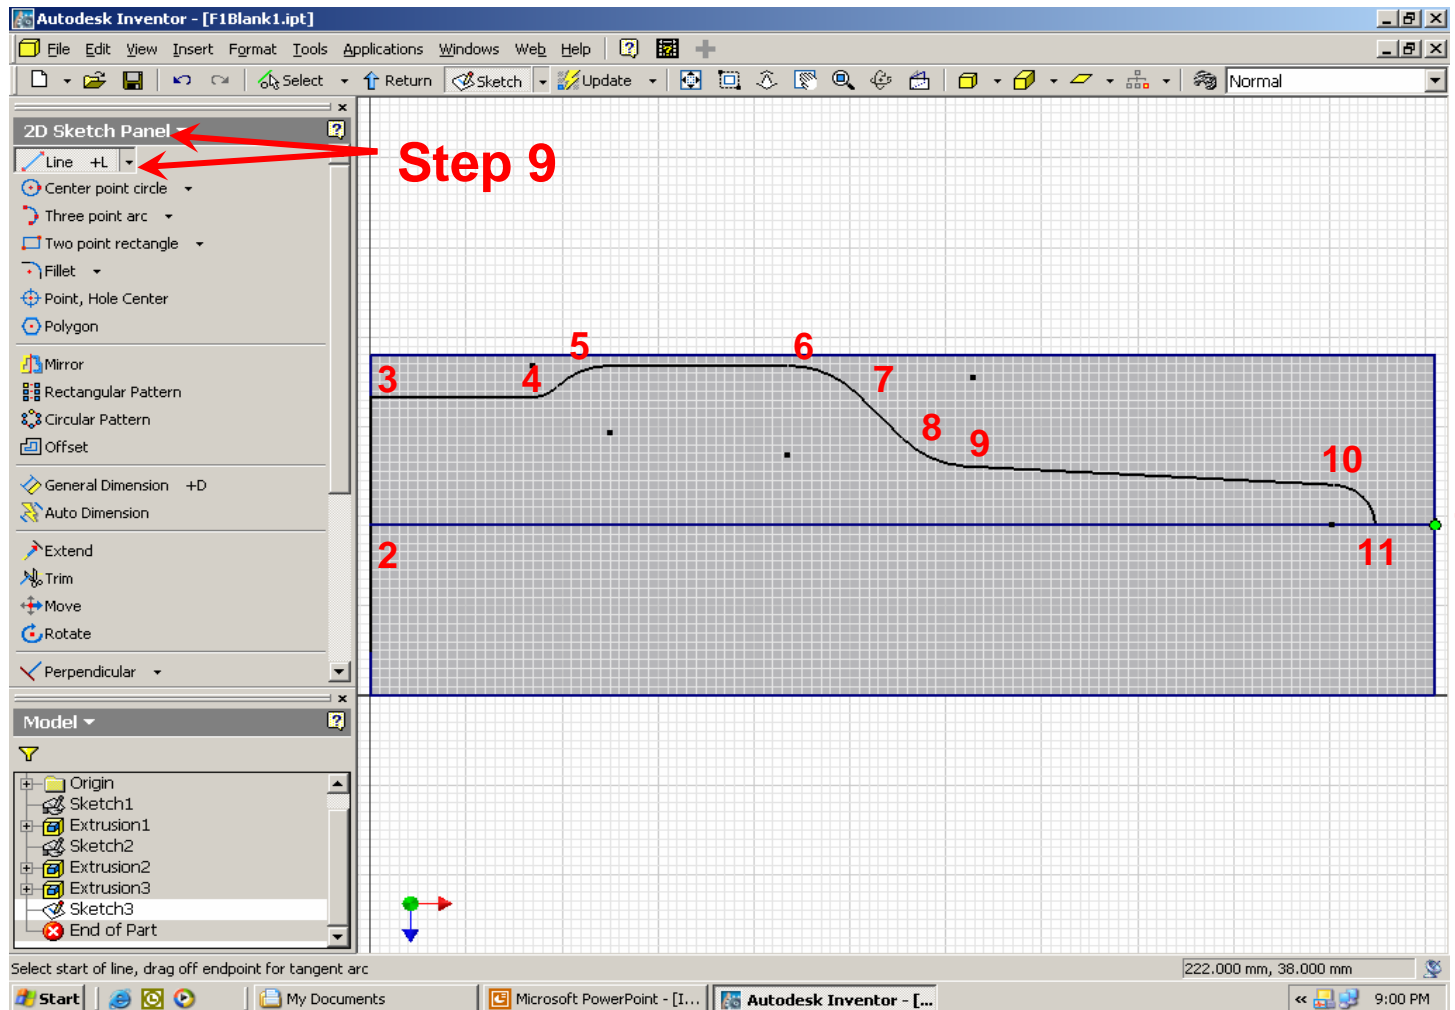 Autodesk Inventor - [F1Blank1.ipt]
File Edit View Insert Format Tools Applications Windows Web Help
Select Return Sketch Update Normal
2D Sketch Panel
Line +L
Center point circle
Three point arc
Two point rectangle
Fillet
Point, Hole Center
Polygon
Mirror
Rectangular Pattern
Circular Pattern
Offset
General Dimension +D
Auto Dimension
Extend
Trim
Move
Rotate
Perpendicular
Step 9
5 6
3 4 7
8 9
10
2 11
Model
Origin
Sketch1
Extrusion1
Sketch2
Extrusion2
Extrusion3
Sketch3
End of Part
Select start of line, drag off endpoint for tangent arc
222.000 mm, 38.000 mm
Start My Documents Microsoft PowerPoint - [I... Autodesk Inventor - [... « 9:00 PM